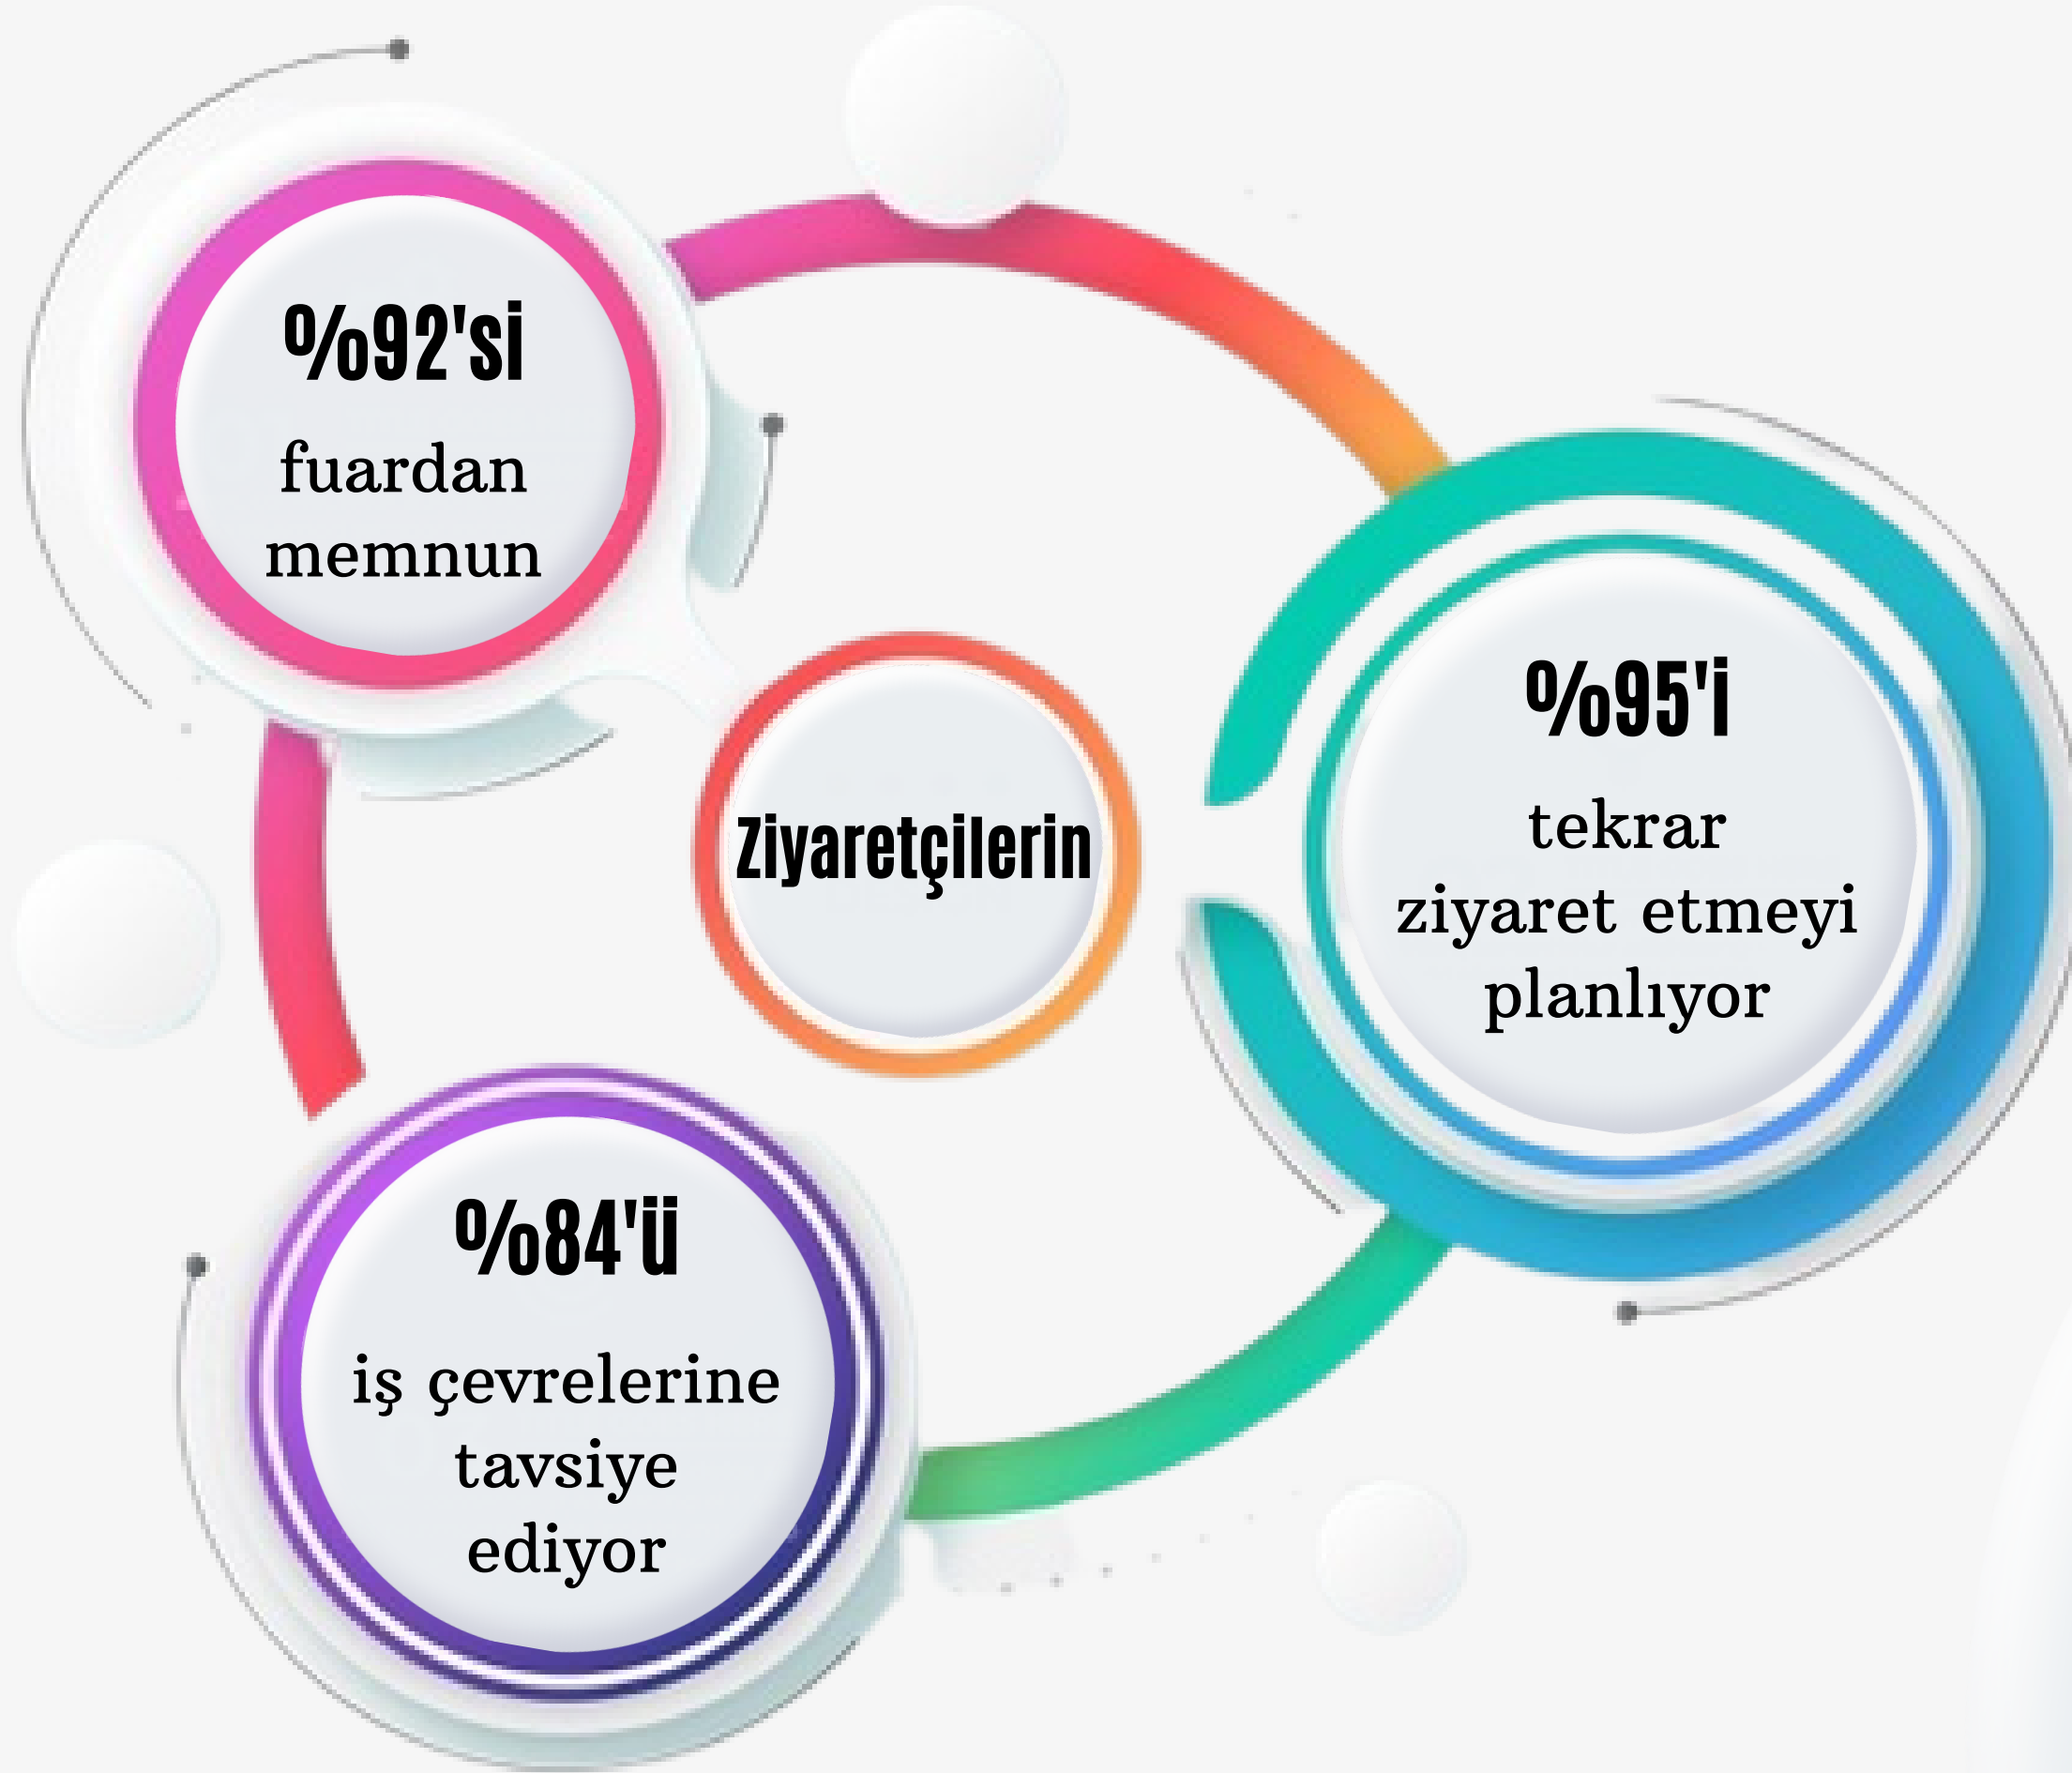 Ziyaretçilerin
%92'si
fuardan
memnun
%95'i
tekrar
ziyaret etmeyi
planlıyor
%84'ü
iş çevrelerine
tavsiye
ediyor